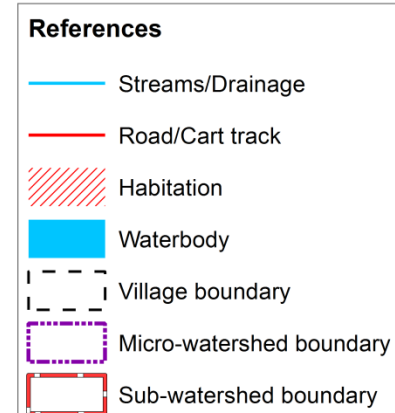 References
Streams/Drainage
Road/Cart track
Habitation
Waterbody
Village boundary
Micro-watershed boundary
Sub-watershed boundary